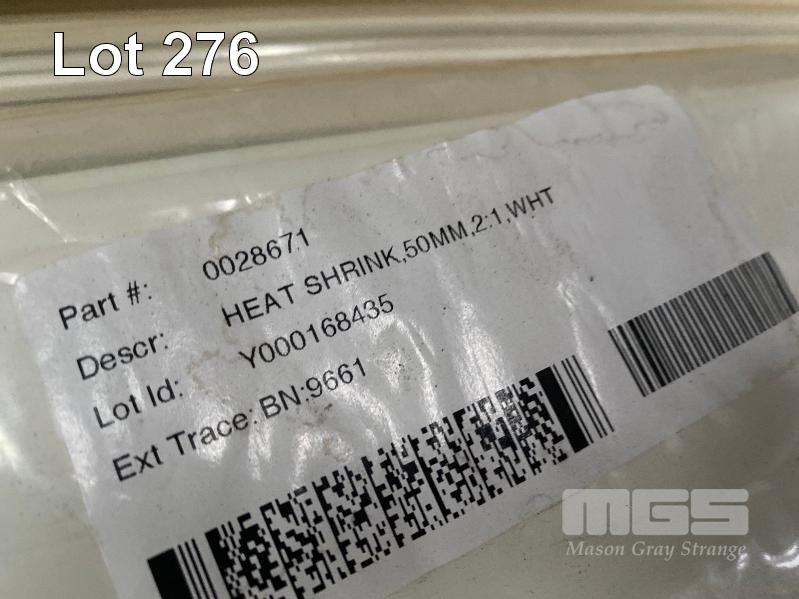 Lot 276
Part #: 0028671
Descr: HEAT SHRINK,50MM,2:1,WHT
Lot Id: Y000168435
Ext Trace: BN:9661
MGS
Mason Gray Strange